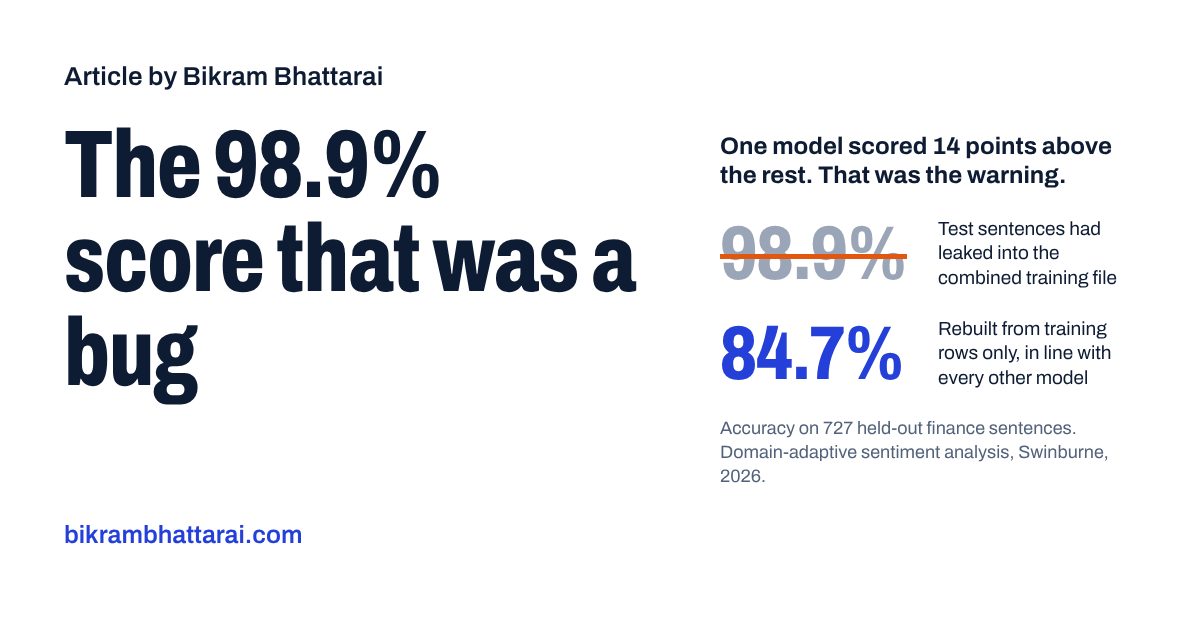 Article by Bikram Bhattarai
The 98.9%
score that was a
bug
bikrambhattarai.com
One model scored 14 points above
the rest. That was the warning.
98.9%
Test sentences had
leaked into the
combined training file
84.7%
Rebuilt from training
rows only, in line with
every other model
Accuracy on 727 held-out finance sentences.
Domain-adaptive sentiment analysis, Swinburne,
2026.